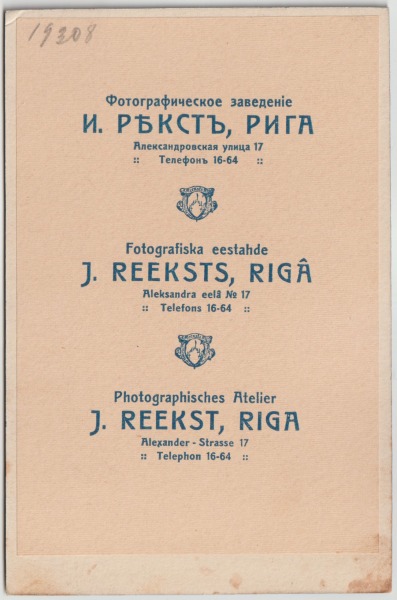 19308
Фотографическое заведенiе
И. РѢКСТЪ, РИГА
Александровская улица 17
:: Телефонъ 16-64 ::
Fotografiska eestahde
J. REEKSTS, RIGÂ
Aleksandra eelâ № 17
:: Telefons 16-64 ::
Photographisches Atelier
J. REEKST, RIGA
Alexander - Strasse 17
:: Telephon 16-64 ::